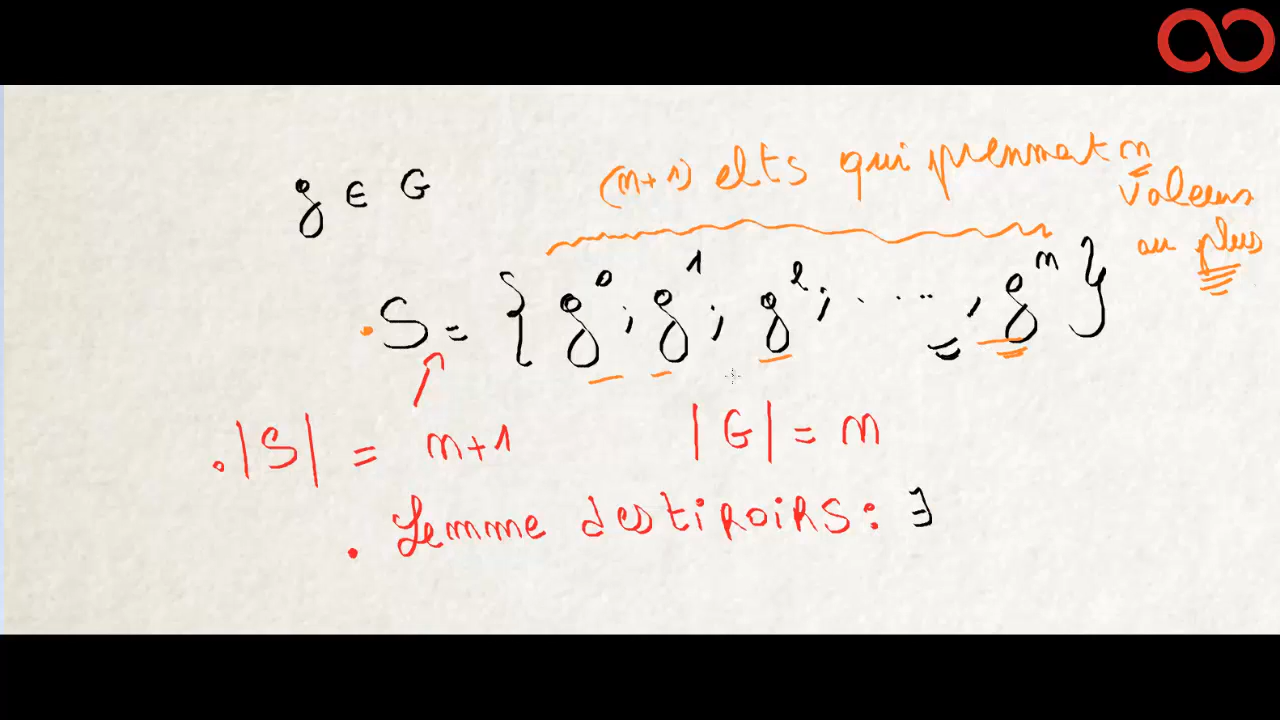 (n+1) elts qui prennent n
valeurs
au plus
g ∈ G
• S = { g⁰ ; g¹ ; g² ; ....., gⁿ }
• |S| = n+1 |G| = n
• Lemme des tiroirs : ∃